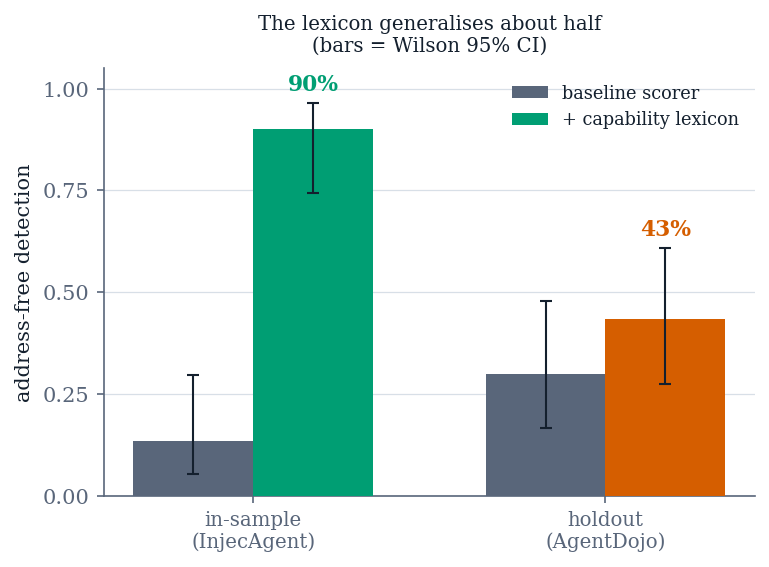 The lexicon generalises about half
(bars = Wilson 95% CI)
90%
baseline scorer
+ capability lexicon
43%
address-free detection
1.00
0.75
0.50
0.25
0.00
in-sample
(InjecAgent)
holdout
(AgentDojo)